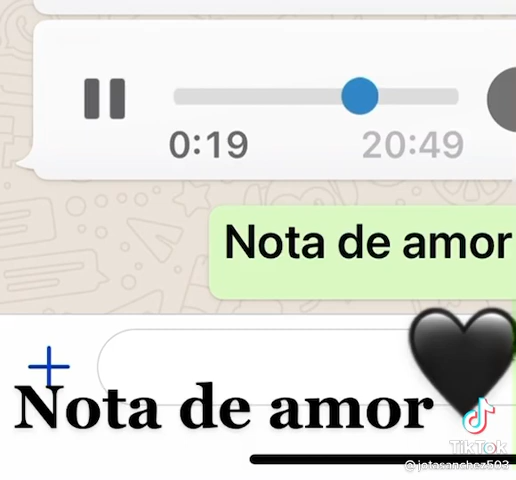 0:19 20:49
Nota de amor
Nota de amor
TikTok
@jotasanchez503